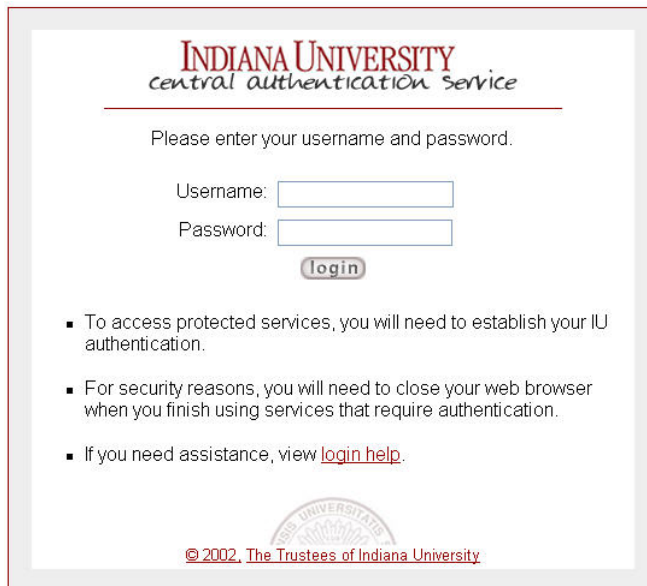 INDIANA UNIVERSITY
central authentication service
Please enter your username and password.
Username:
Password:
login
▪ To access protected services, you will need to establish your IU
authentication.
▪ For security reasons, you will need to close your web browser
when you finish using services that require authentication.
▪ If you need assistance, view login help.
UNIVERSITATIS
© 2002, The Trustees of Indiana University